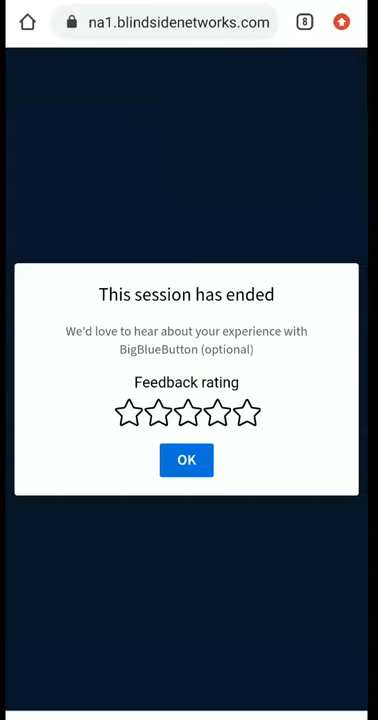 na1.blindsidenetworks.com
8
This session has ended
We'd love to hear about your experience with
BigBlueButton (optional)
Feedback rating
OK